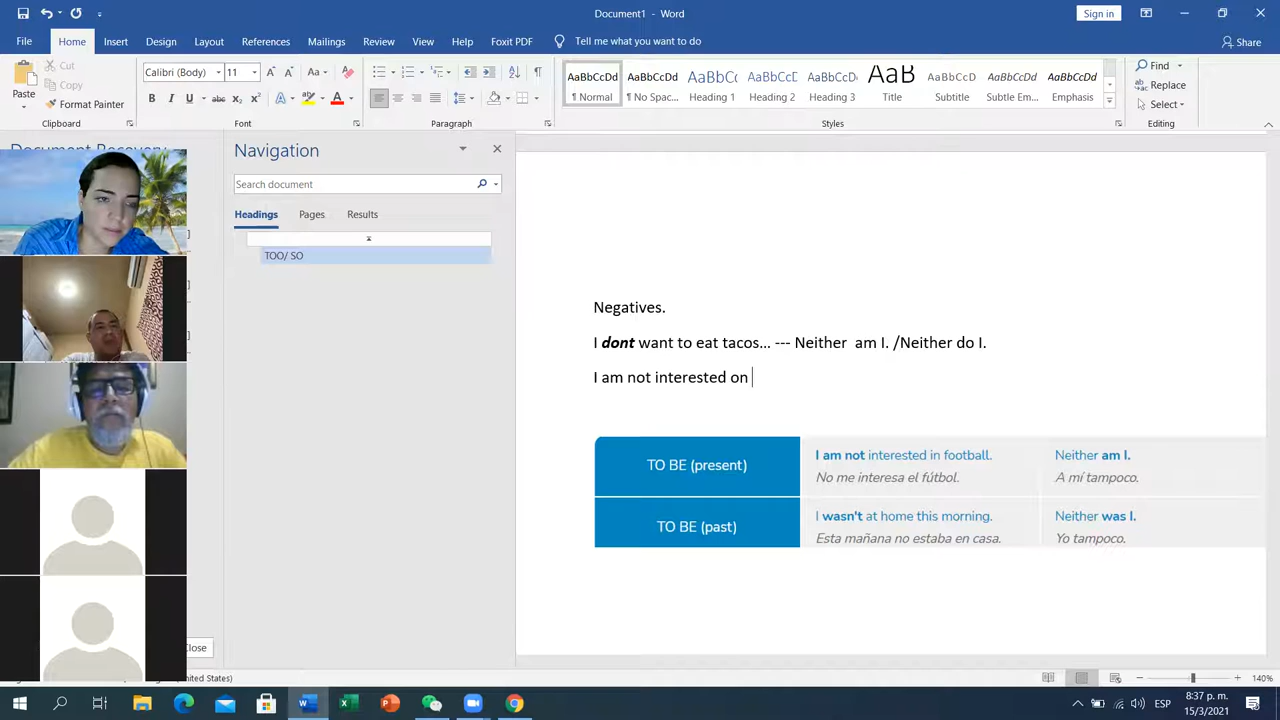 Document1 - Word
Sign in
File Home Insert Design Layout References Mailings Review View Help Foxit PDF Tell me what you want to do Share
Cut
Calibri (Body) 11
AaBbCcDd AaBbCcDd AaBbC AaBbCc AaBbCcD AaB AaBbCcD AaBbCcDd AaBbCcDd
Find
Copy
Paste
Replace
Format Painter
¶ Normal ¶ No Spac... Heading 1 Heading 2 Heading 3 Title Subtitle Subtle Em... Emphasis
Select
Clipboard Font Paragraph Styles Editing
Document Recovery
Navigation
Search document
Headings Pages Results
TOO/ SO
Negatives.
I dont want to eat tacos... --- Neither am I. /Neither do I.
I am not interested on
TO BE (present)
I am not interested in football.
No me interesa el fútbol.
Neither am I.
A mí tampoco.
TO BE (past)
I wasn't at home this morning.
Esta mañana no estaba en casa.
Neither was I.
Yo tampoco.
lose
(United States)
140%
ESP
8:37 p. m.
15/3/2021